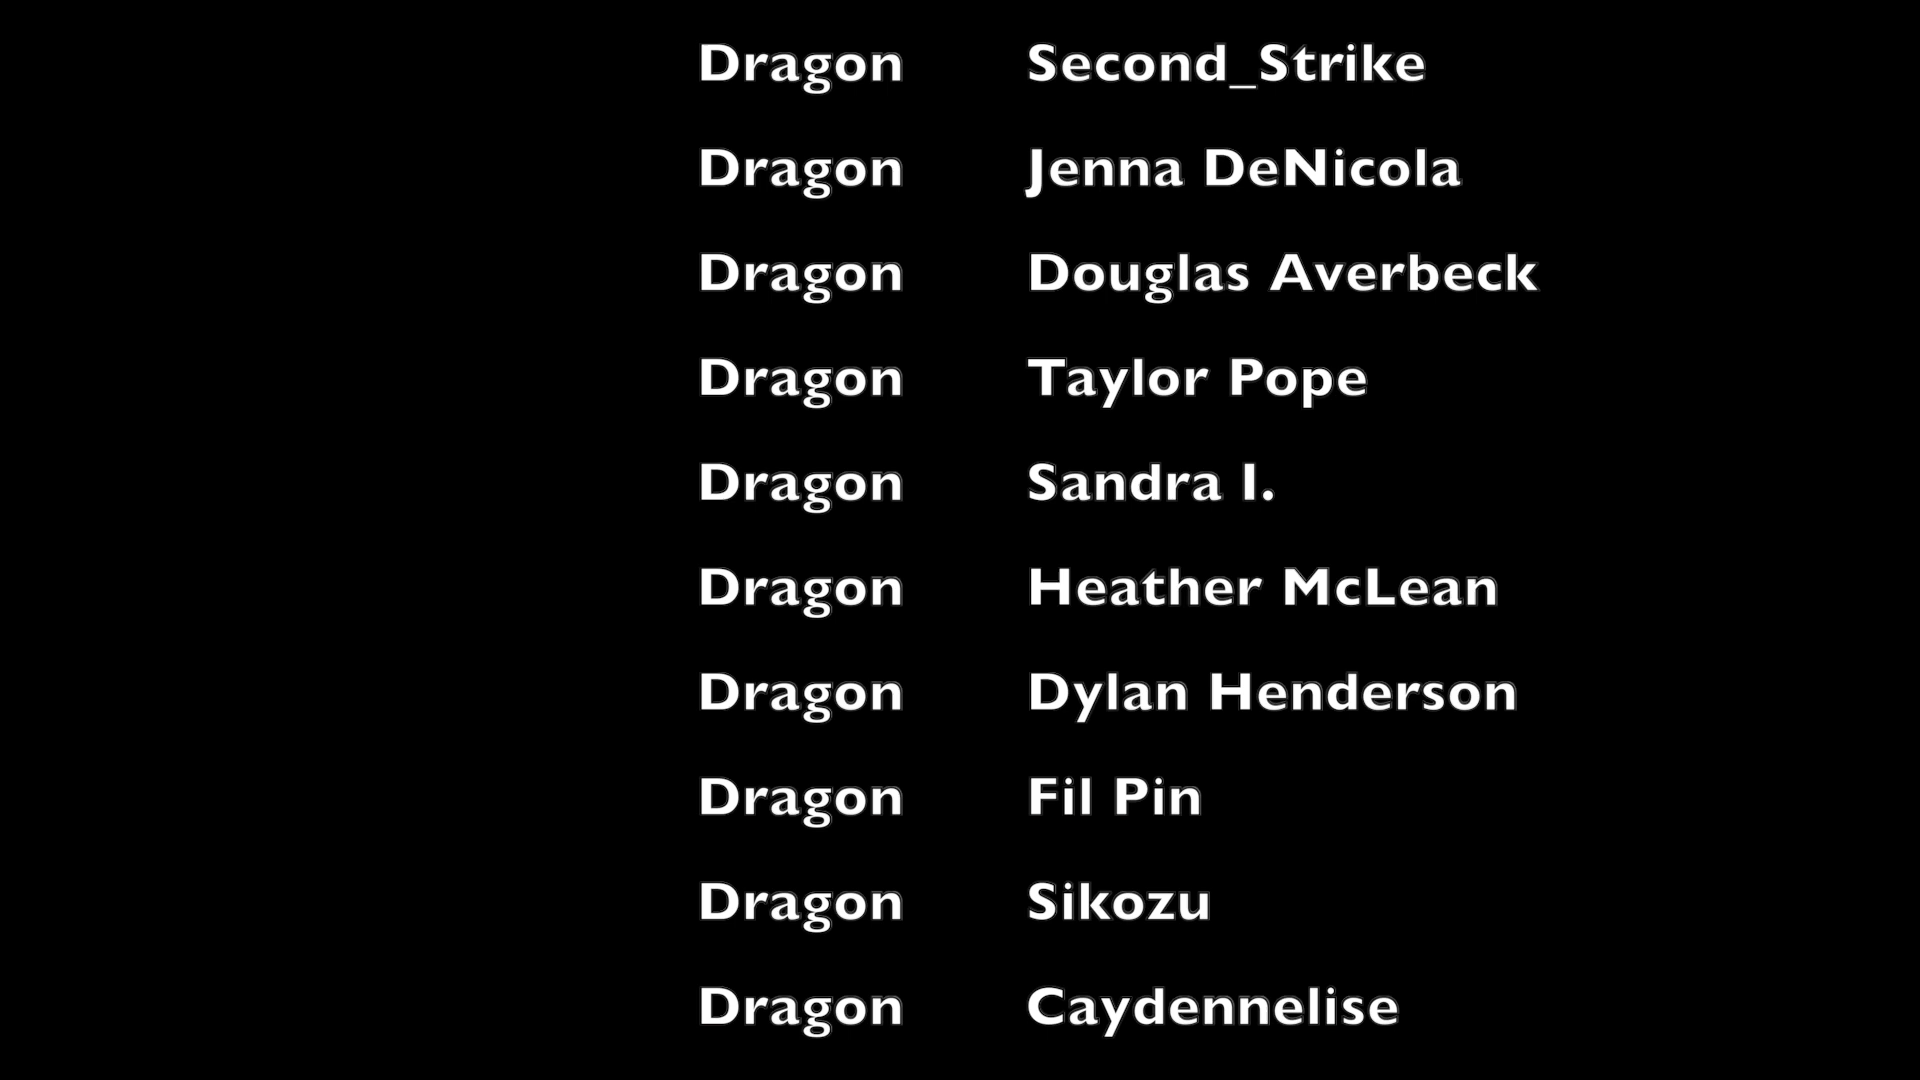 Dragon Second_Strike
Dragon Jenna DeNicola
Dragon Douglas Averbeck
Dragon Taylor Pope
Dragon Sandra I.
Dragon Heather McLean
Dragon Dylan Henderson
Dragon Fil Pin
Dragon Sikozu
Dragon Caydennelise